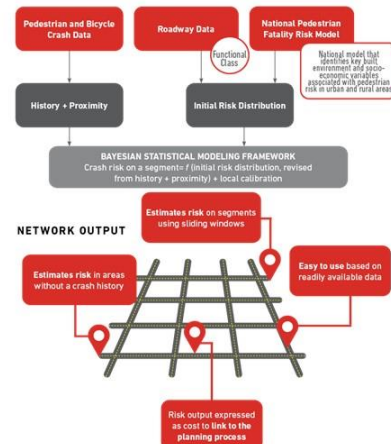 Pedestrian and Bicycle
Crash Data
Roadway Data
National Pedestrian
Fatality Risk Model
Functional
Class
National model that
identifies key built
environment and socio-
economic variables
associated with pedestrian
risk in urban and rural areas
History + Proximity
Initial Risk Distribution
BAYESIAN STATISTICAL MODELING FRAMEWORK
Crash risk on a segment= f (initial risk distribution, revised
from history + proximity) + local calibration
NETWORK OUTPUT
Estimates risk on segments
using sliding windows
Estimates risk in areas
without a crash history
Easy to use based on
readily available data
Risk output expressed
as cost to link to the
planning process